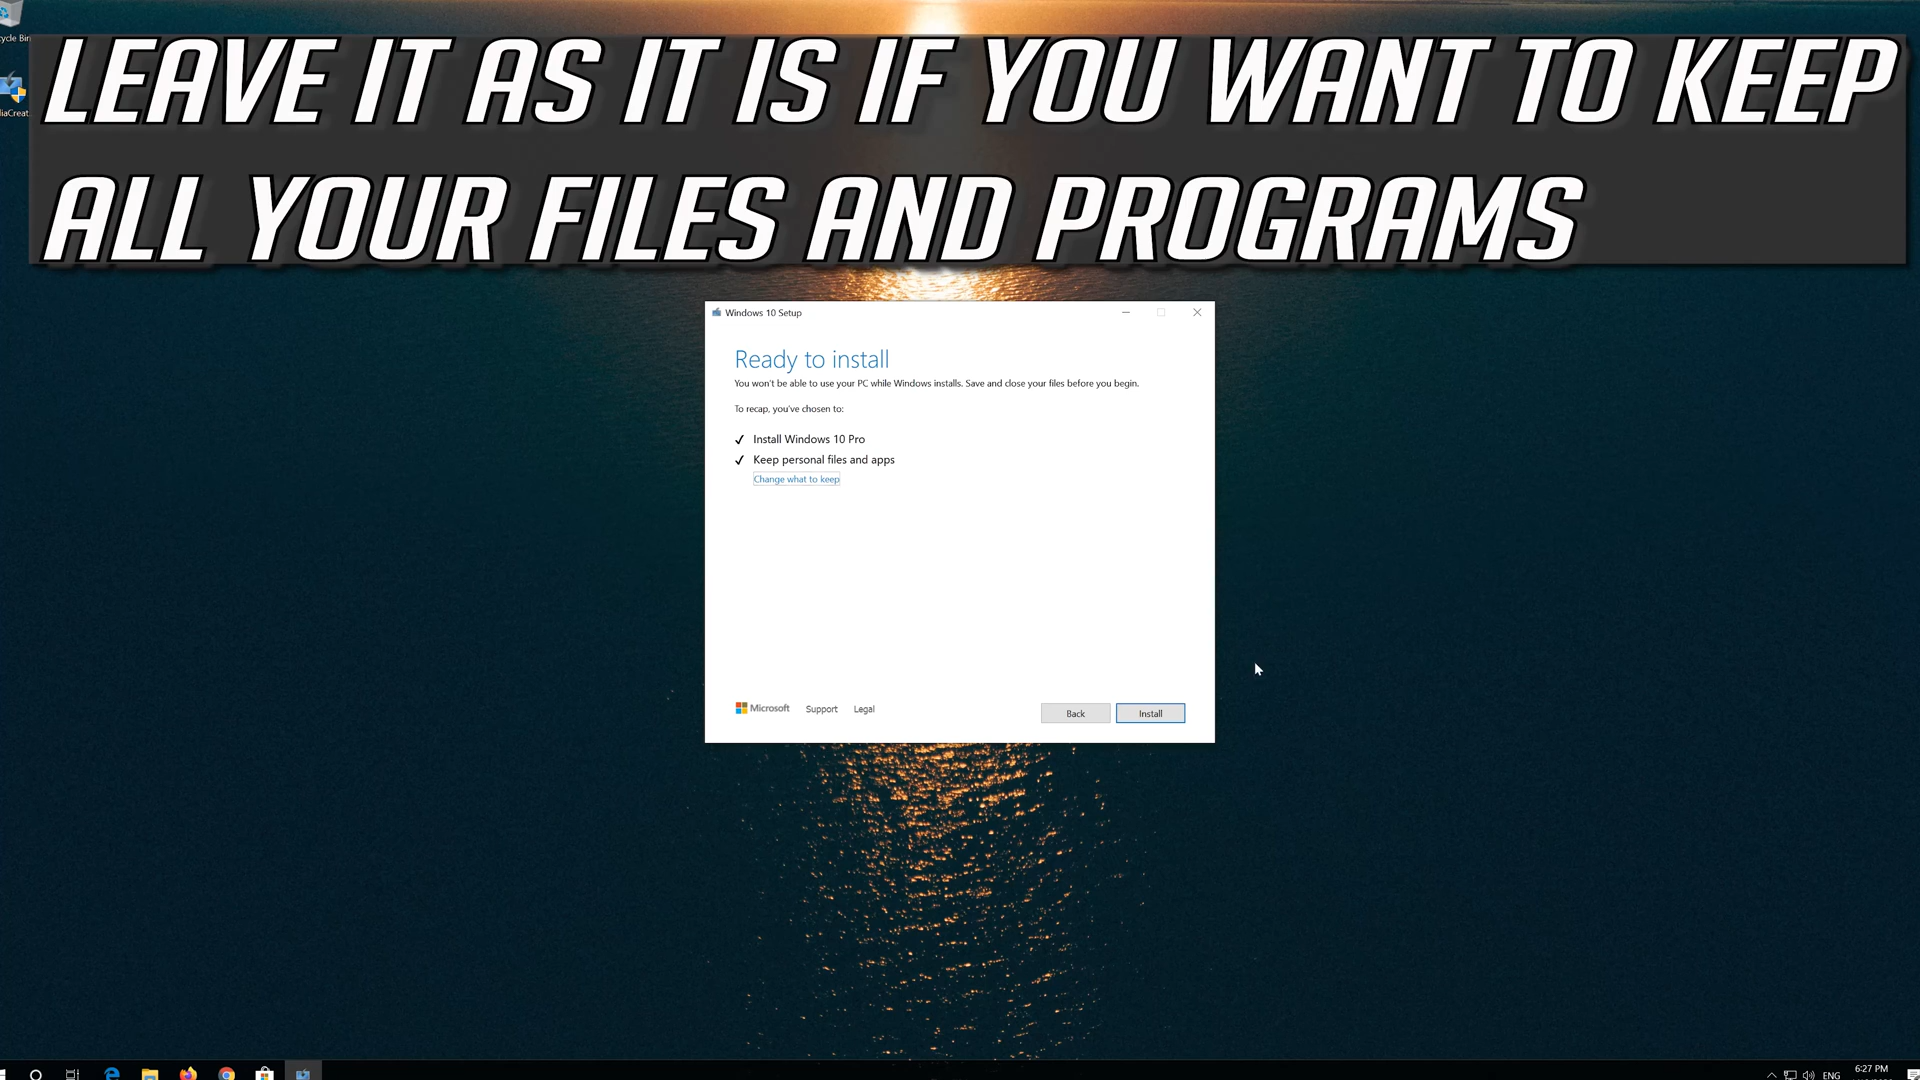 LEAVE IT AS IT IS IF YOU WANT TO KEEP
ALL YOUR FILES AND PROGRAMS
Windows 10 Setup
Ready to install
You won't be able to use your PC while Windows installs. Save and close your files before you begin.
To recap, you've chosen to:
Install Windows 10 Pro
Keep personal files and apps
Change what to keep
Microsoft Support Legal
Back Install
ENG
6:27 PM